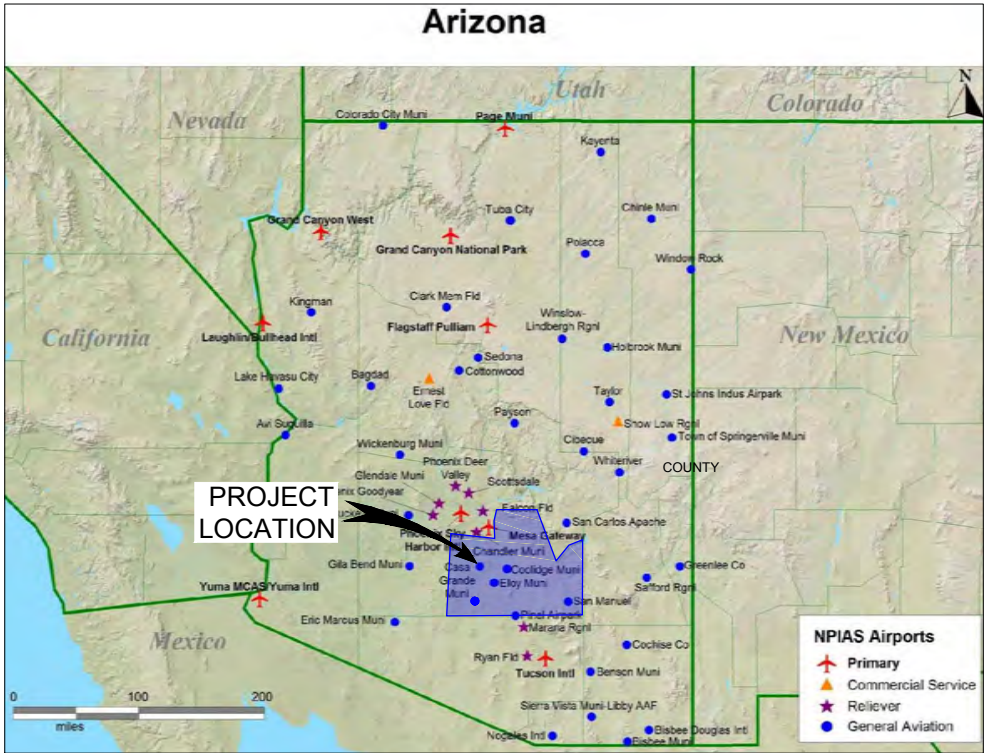 Arizona
N
Utah
Colorado
Nevada
Colorado City Muni
Page Muni
Kayenta
Grand Canyon West
Tuba City
Chinle Muni
Grand Canyon National Park
Polacca
Window Rock
Kingman
Clark Mem Fld
Winslow-
Lindbergh Rgnl
California
Laughlin/Bullhead Intl
Flagstaff Pulliam
Holbrook Muni
New Mexico
Sedona
Cottonwood
Lake Havasu City
Bagdad
Ernest
Love Fld
Taylor
St Johns Indus Airpark
Payson
Show Low Rgnl
Avi Suquilla
Wickenburg Muni
Cibecue
Town of Springerville Muni
Whiteriver
COUNTY
Phoenix Deer
Valley
Glendale Muni
Scottsdale
enix Goodyear
PROJECT
LOCATION
Falcon Fld
San Carlos Apache
Phoenix Sky
Harbor
Mesa Gateway
Chandler Muni
Gila Bend Muni
Casa
Grande
Muni
Coolidge Muni
Eloy Muni
Greenlee Co
Safford Rgnl
San Manuel
Yuma MCAS/Yuma Intl
Eric Marcus Muni
Pinal Airpark
Marana Rgnl
Mexico
Cochise Co
Ryan Fld
Tucson Intl
Benson Muni
Sierra Vista Muni-Libby AAF
Nogales Intl
Bisbee Douglas Intl
Bisbee Muni
0 100 200
miles
NPIAS Airports
Primary
Commercial Service
Reliever
General Aviation